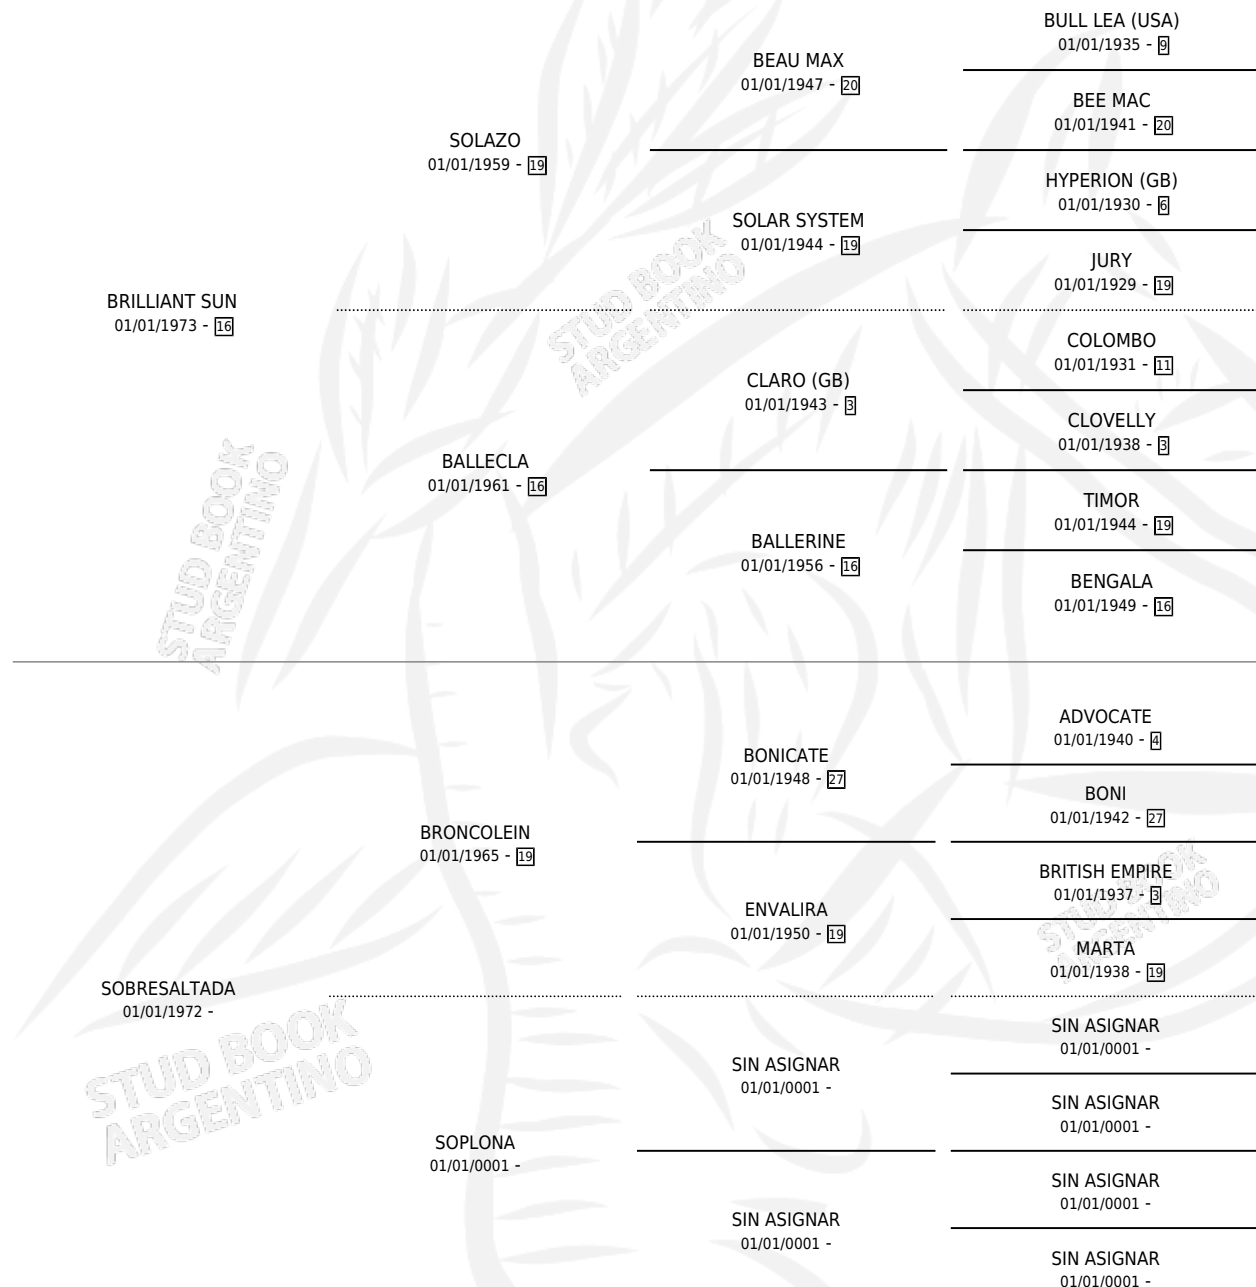 BULL LEA (USA)
01/01/1935 - 9
BEAU MAX
01/01/1947 - 20
BEE MAC
01/01/1941 - 20
SOLAZO
01/01/1959 - 19
HYPERION (GB)
01/01/1930 - 6
SOLAR SYSTEM
01/01/1944 - 19
JURY
01/01/1929 - 19
BRILLIANT SUN
01/01/1973 - 16
COLOMBO
01/01/1931 - 11
CLARO (GB)
01/01/1943 - 3
CLOVELLY
01/01/1938 - 3
BALLECLA
01/01/1961 - 16
TIMOR
01/01/1944 - 19
BALLERINE
01/01/1956 - 16
BENGALA
01/01/1949 - 16
ADVOCATE
01/01/1940 - 4
BONICATE
01/01/1948 - 27
BONI
01/01/1942 - 27
BRONCOLEIN
01/01/1965 - 19
BRITISH EMPIRE
01/01/1937 - 3
ENVALIRA
01/01/1950 - 19
MARTA
01/01/1938 - 19
SOBRESALTADA
01/01/1972 -
SIN ASIGNAR
01/01/0001 -
SIN ASIGNAR
01/01/0001 -
SIN ASIGNAR
01/01/0001 -
SOPLONA
01/01/0001 -
SIN ASIGNAR
01/01/0001 -
SIN ASIGNAR
01/01/0001 -
SIN ASIGNAR
01/01/0001 -
STUD BOOK
ARGENTINO
STUD BOOK
ARGENTINO
STUD BOOK
ARGENTINO
STUD BOOK
ARGENTINO